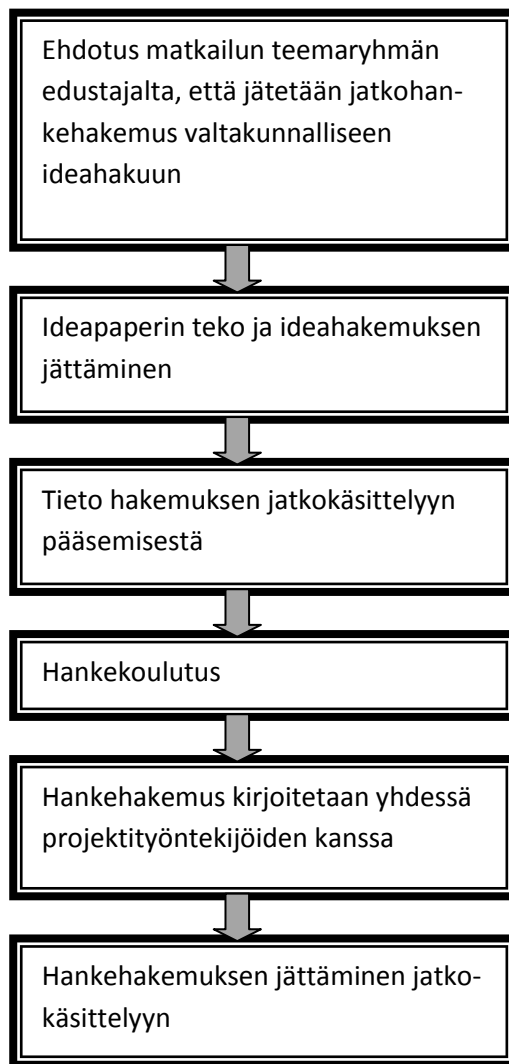 Ehdotus matkailun teemaryhmän
edustajalta, että jätetään jatkohan-
kehakemus valtakunnalliseen
ideahakuun
Ideapaperin teko ja ideahakemuksen
jättäminen
Tieto hakemuksen jatkokäsittelyyn
pääsemisestä
Hankekoulutus
Hankehakemus kirjoitetaan yhdessä
projektityöntekijöiden kanssa
Hankehakemuksen jättäminen jatko-
käsittelyyn